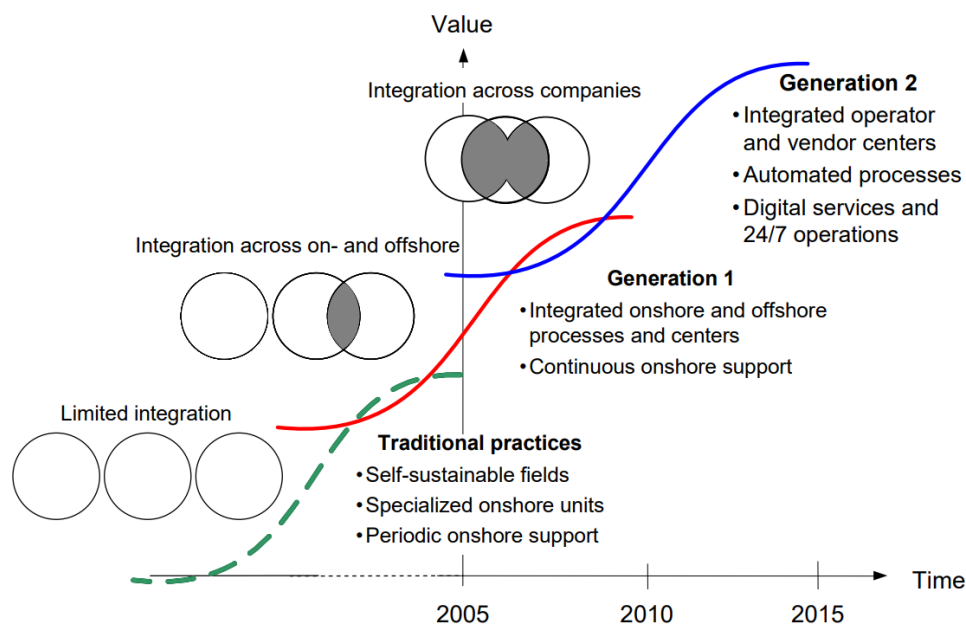 Value
Integration across companies
Generation 2
•Integrated operator
and vendor centers
•Automated processes
•Digital services and
24/7 operations
Integration across on- and offshore
Generation 1
•Integrated onshore and offshore
processes and centers
•Continuous onshore support
Limited integration
Traditional practices
•Self-sustainable fields
•Specialized onshore units
•Periodic onshore support
Time
2005
2010
2015